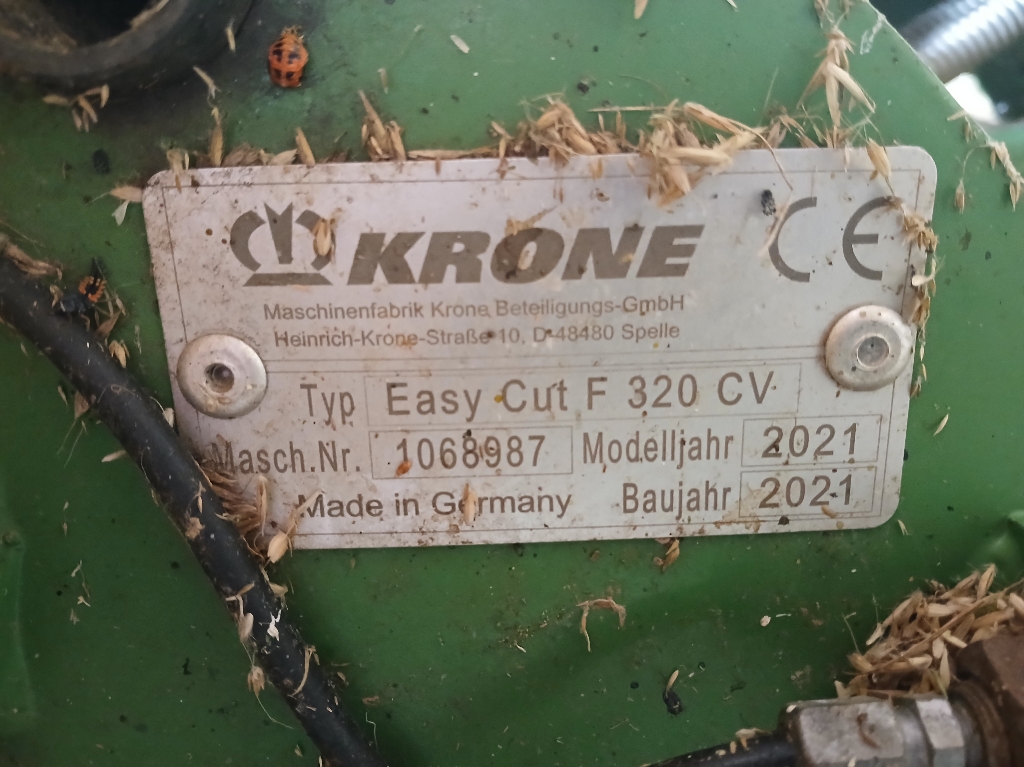 KRONE CE
Maschinenfabrik Krone Beteiligungs-GmbH
Heinrich-Krone-Straße 10, D-48480 Spelle
Typ Easy Cut F 320 CV
Masch.Nr. 1068987 Modelljahr 2021
Made in Germany Baujahr 2021